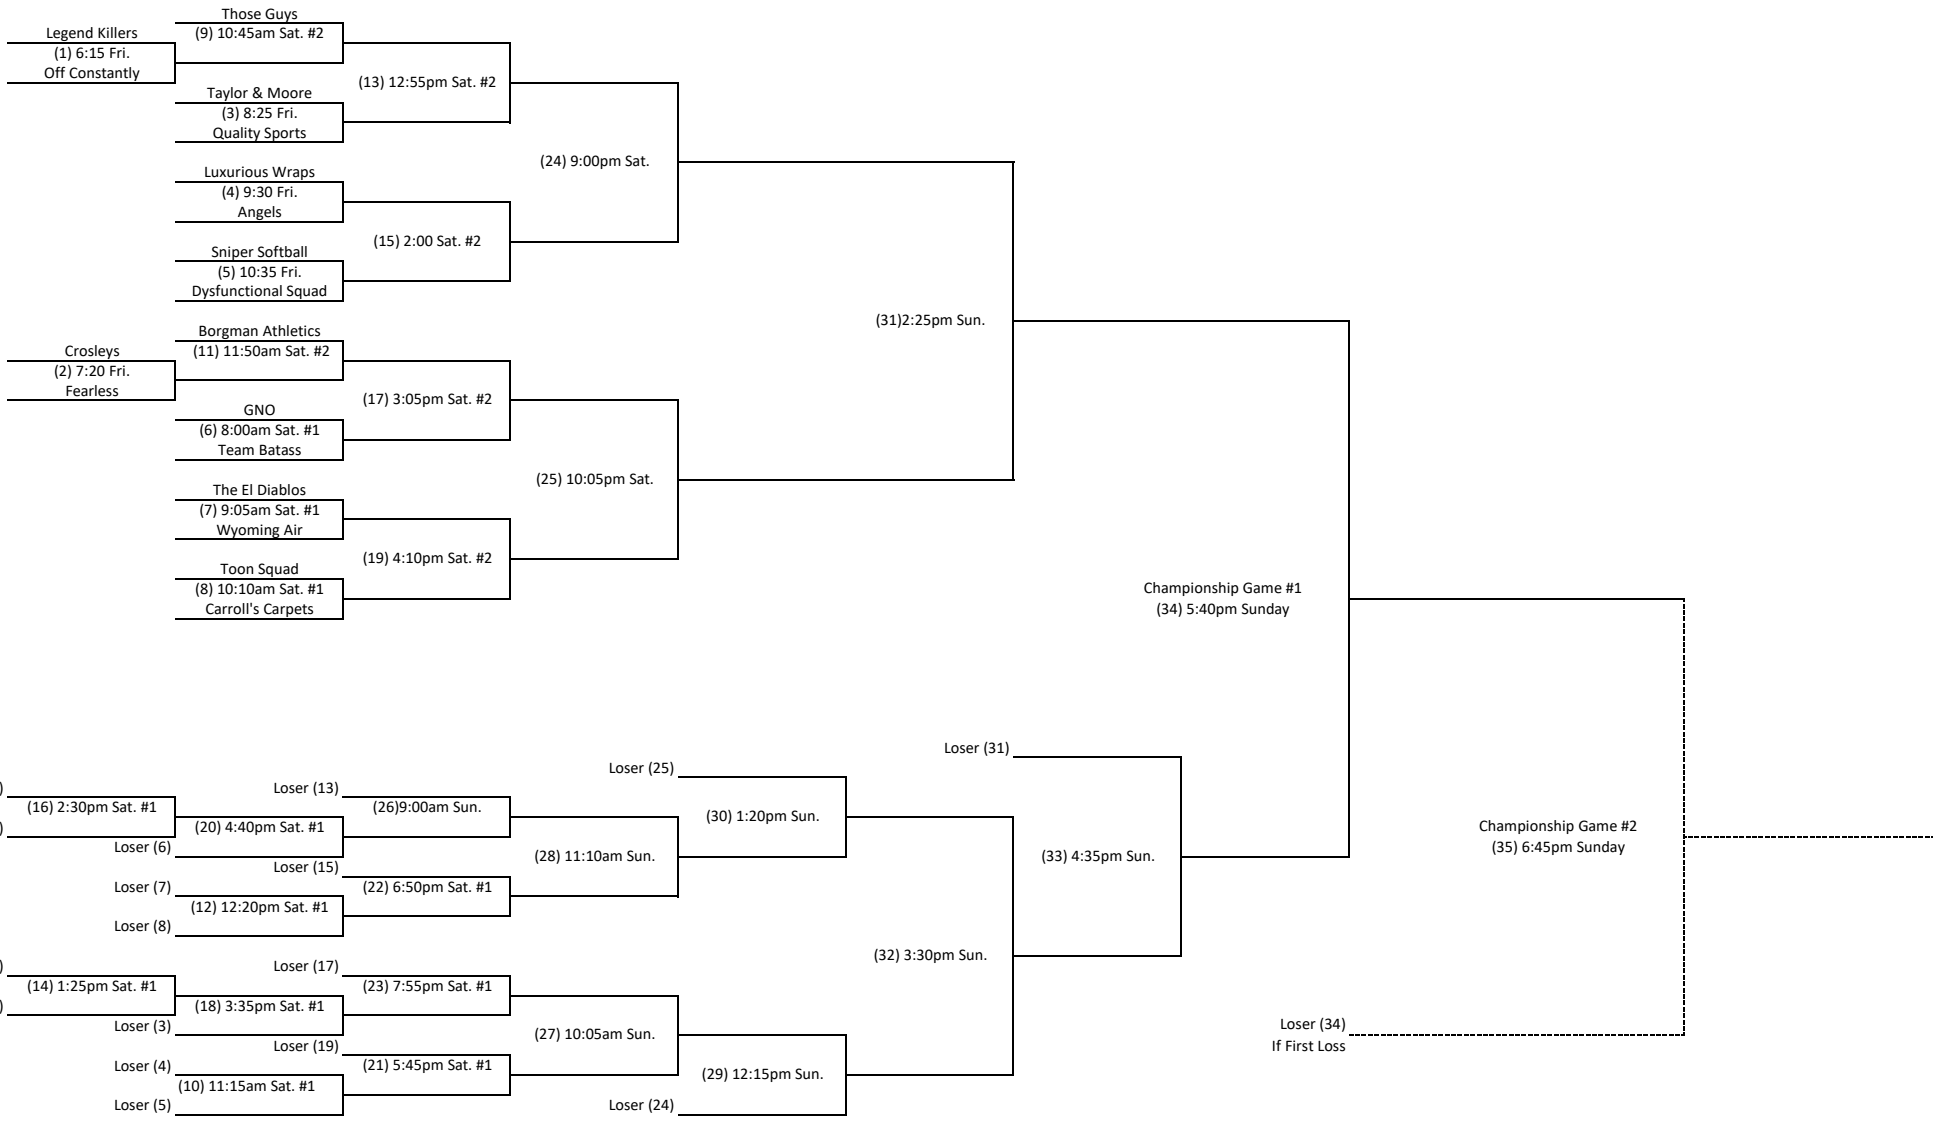 Those Guys
Legend Killers
(9) 10:45am Sat. #2
(1) 6:15 Fri.
Off Constantly
(13) 12:55pm Sat. #2
Taylor & Moore
(3) 8:25 Fri.
Quality Sports
(24) 9:00pm Sat.
Luxurious Wraps
(4) 9:30 Fri.
Angels
(15) 2:00 Sat. #2
Sniper Softball
(5) 10:35 Fri.
Dysfunctional Squad
(31)2:25pm Sun.
Borgman Athletics
Crosleys
(11) 11:50am Sat. #2
(2) 7:20 Fri.
Fearless
(17) 3:05pm Sat. #2
GNO
(6) 8:00am Sat. #1
Team Batass
(25) 10:05pm Sat.
The El Diablos
(7) 9:05am Sat. #1
Wyoming Air
(19) 4:10pm Sat. #2
Toon Squad
(8) 10:10am Sat. #1
Carroll's Carpets
Championship Game #1
(34) 5:40pm Sunday
Loser (31)
Loser (25)
)
Loser (13)
(16) 2:30pm Sat. #1
(26)9:00am Sun.
(30) 1:20pm Sun.
)
(20) 4:40pm Sat. #1
Championship Game #2
(35) 6:45pm Sunday
Loser (6)
(28) 11:10am Sun.
(33) 4:35pm Sun.
Loser (15)
Loser (7)
(22) 6:50pm Sat. #1
(12) 12:20pm Sat. #1
Loser (8)
(32) 3:30pm Sun.
)
Loser (17)
(14) 1:25pm Sat. #1
(23) 7:55pm Sat. #1
)
(18) 3:35pm Sat. #1
Loser (3)
(27) 10:05am Sun.
Loser (34)
If First Loss
Loser (19)
Loser (4)
(21) 5:45pm Sat. #1
(29) 12:15pm Sun.
(10) 11:15am Sat. #1
Loser (5)
Loser (24)